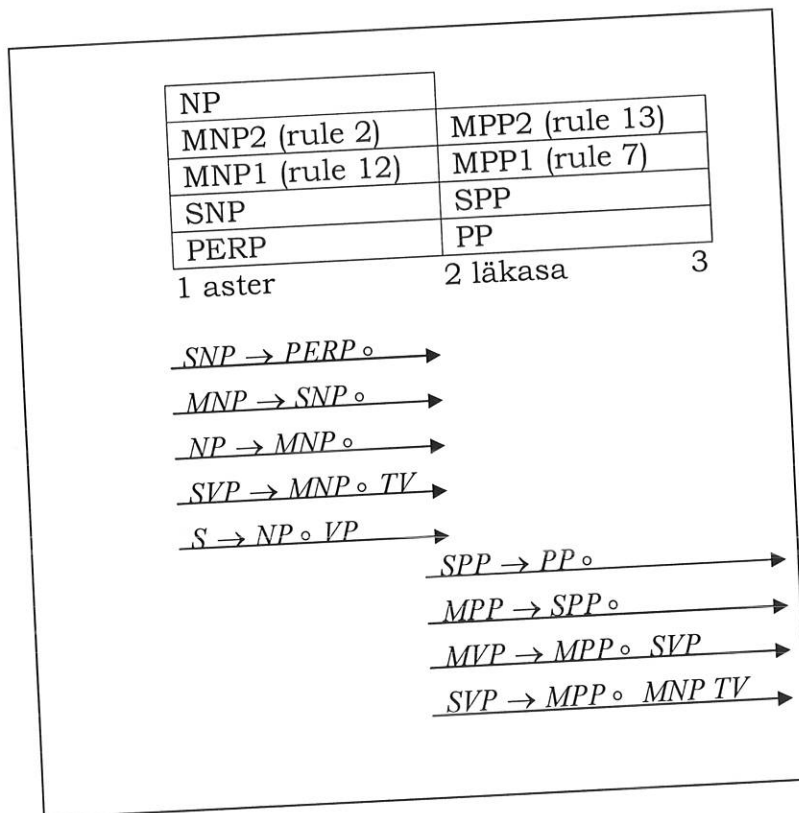 NP
MNP2 (rule 2) MPP2 (rule 13)
MNP1 (rule 12) MPP1 (rule 7)
SNP SPP
PERP PP
1 aster 2 läkasa 3
SNP → PERP ∘
MNP → SNP ∘
NP → MNP ∘
SVP → MNP ∘ TV
S → NP ∘ VP
SPP → PP ∘
MPP → SPP ∘
MVP → MPP ∘ SVP
SVP → MPP ∘ MNP TV